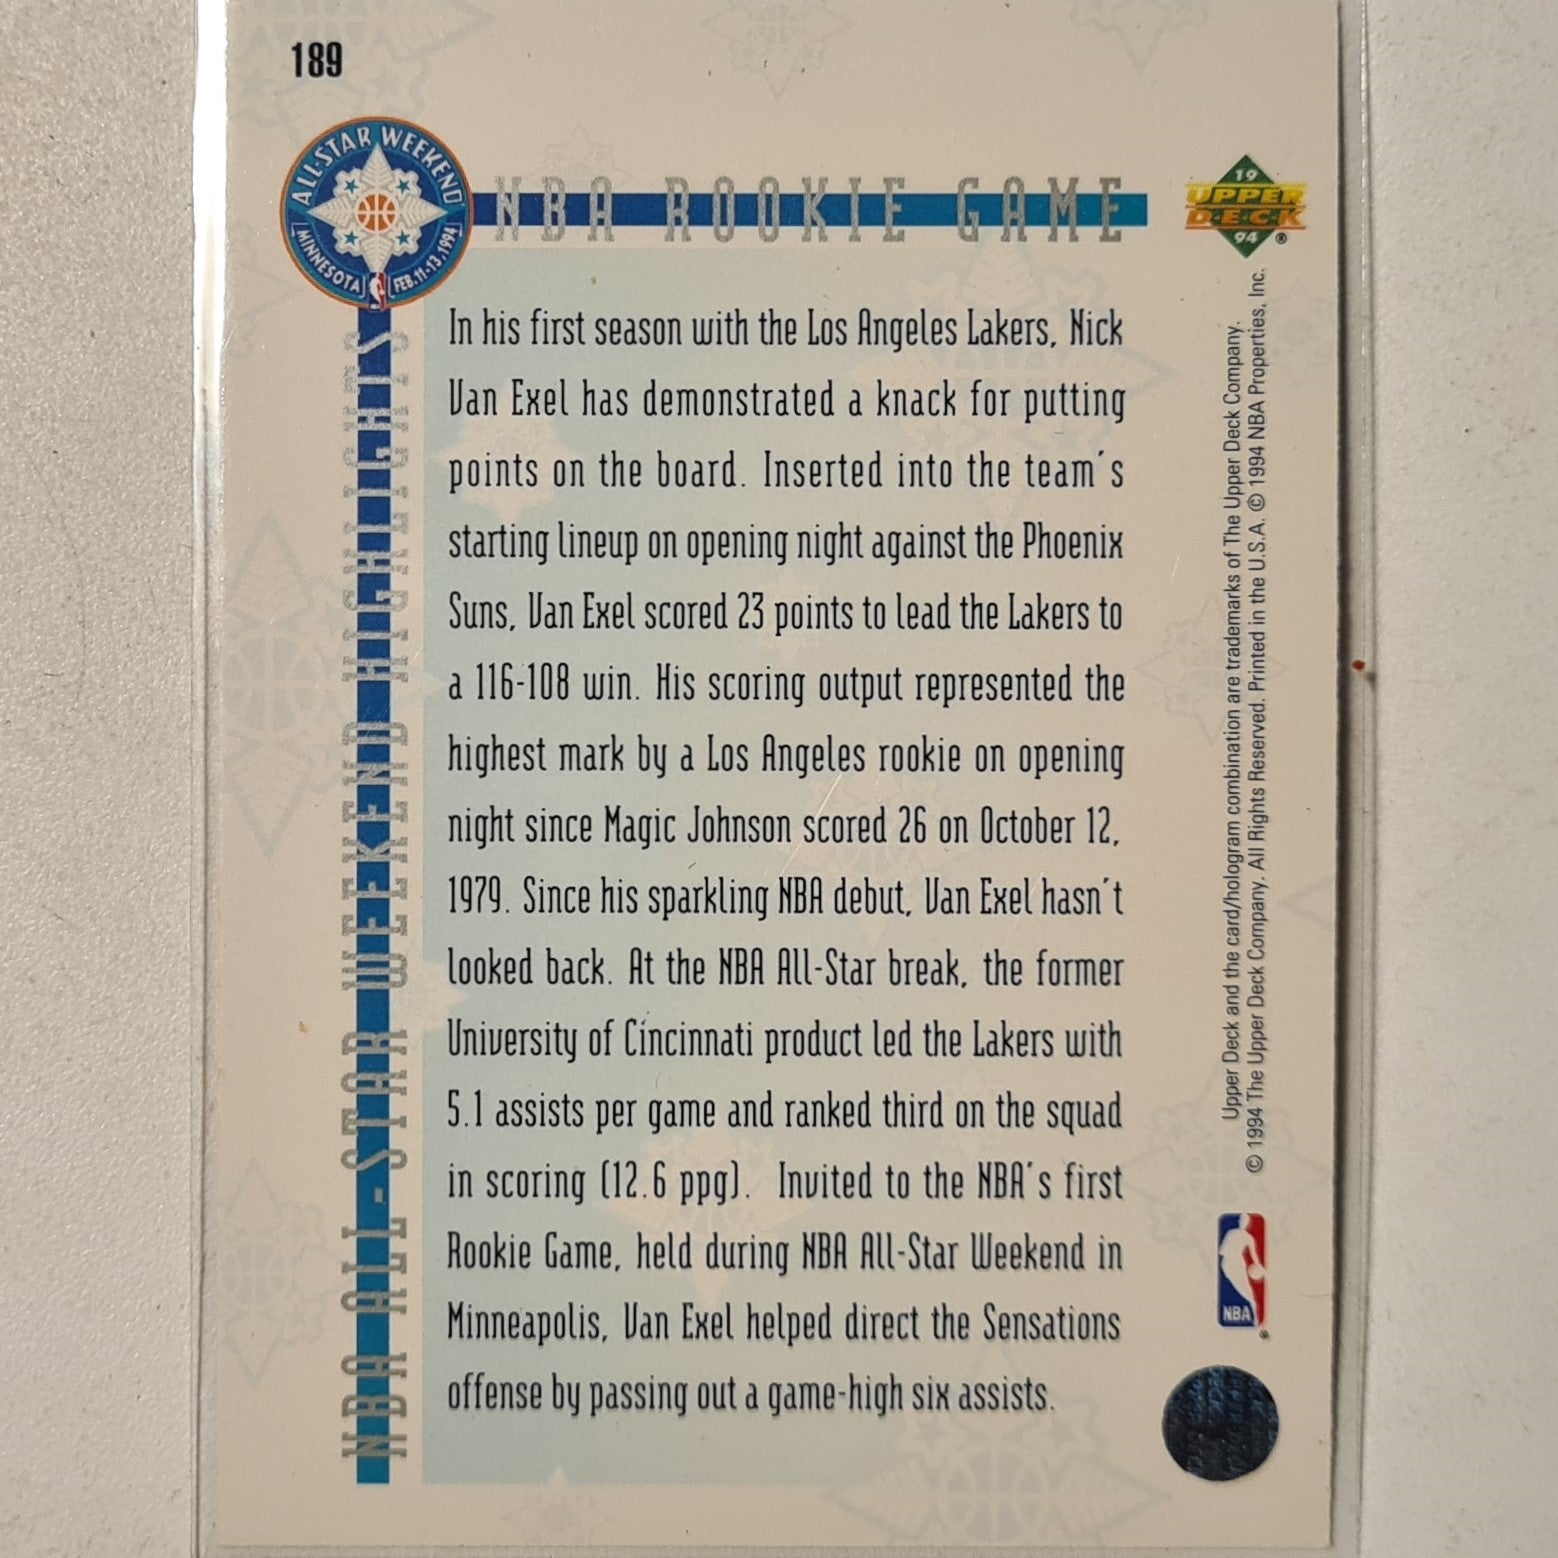 189
ALL-STAR WEEKEND
MINNESOTA FEB. 11-13, 1994
NBA ROOKIE GAME
19
UPPER
D·E·C·K
94 ®
NBA ALL-STAR WEEKEND HIGHLIGHTS
In his first season with the Los Angeles Lakers, Nick
Van Exel has demonstrated a knack for putting
points on the board. Inserted into the team's
starting lineup on opening night against the Phoenix
Suns, Van Exel scored 23 points to lead the Lakers to
a 116-108 win. His scoring output represented the
highest mark by a Los Angeles rookie on opening
night since Magic Johnson scored 26 on October 12,
1979. Since his sparkling NBA debut, Van Exel hasn't
looked back. At the NBA All-Star break, the former
University of Cincinnati product led the Lakers with
5.1 assists per game and ranked third on the squad
in scoring (12.6 ppg). Invited to the NBA's first
Rookie Game, held during NBA All-Star Weekend in
Minneapolis, Van Exel helped direct the Sensations
offense by passing out a game-high six assists.
Upper Deck and the card/hologram combination are trademarks of The Upper Deck Company.
© 1994 The Upper Deck Company. All Rights Reserved. Printed in the U.S.A. © 1994 NBA Properties, Inc.
NBA
®